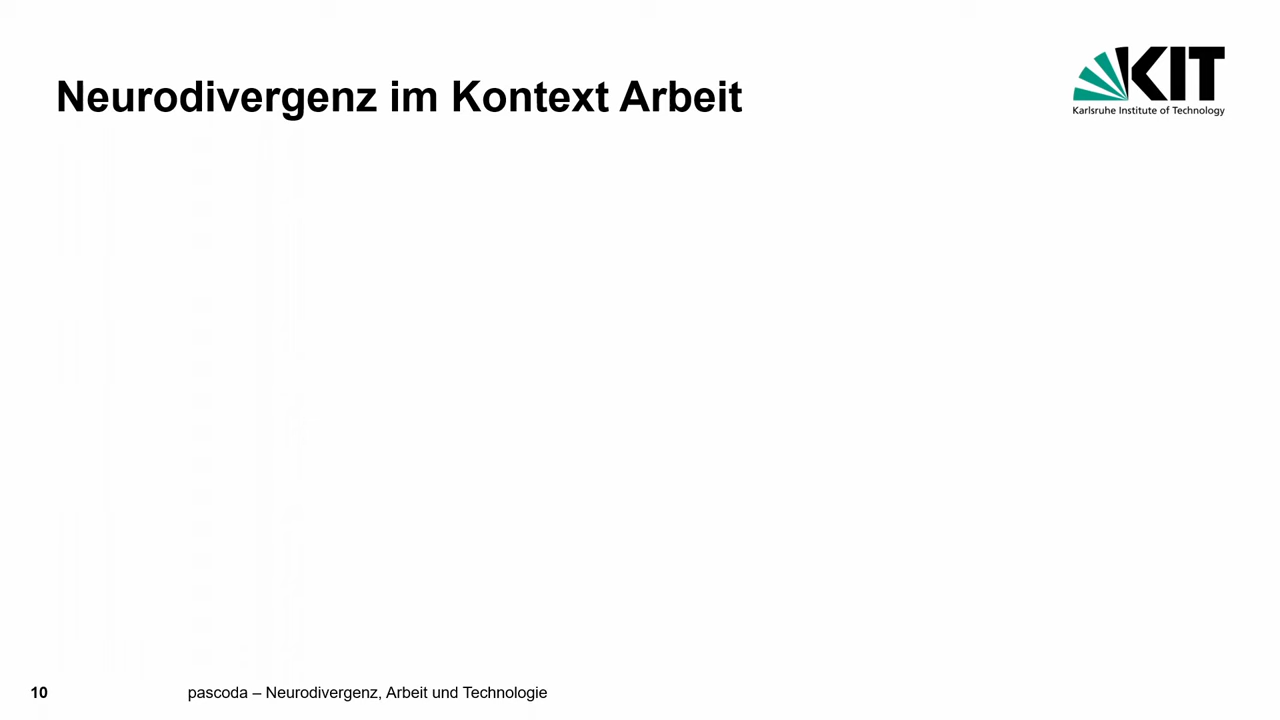 Neurodivergenz im Kontext Arbeit
KIT
Karlsruhe Institute of Technology
10
pascoda – Neurodivergenz, Arbeit und Technologie